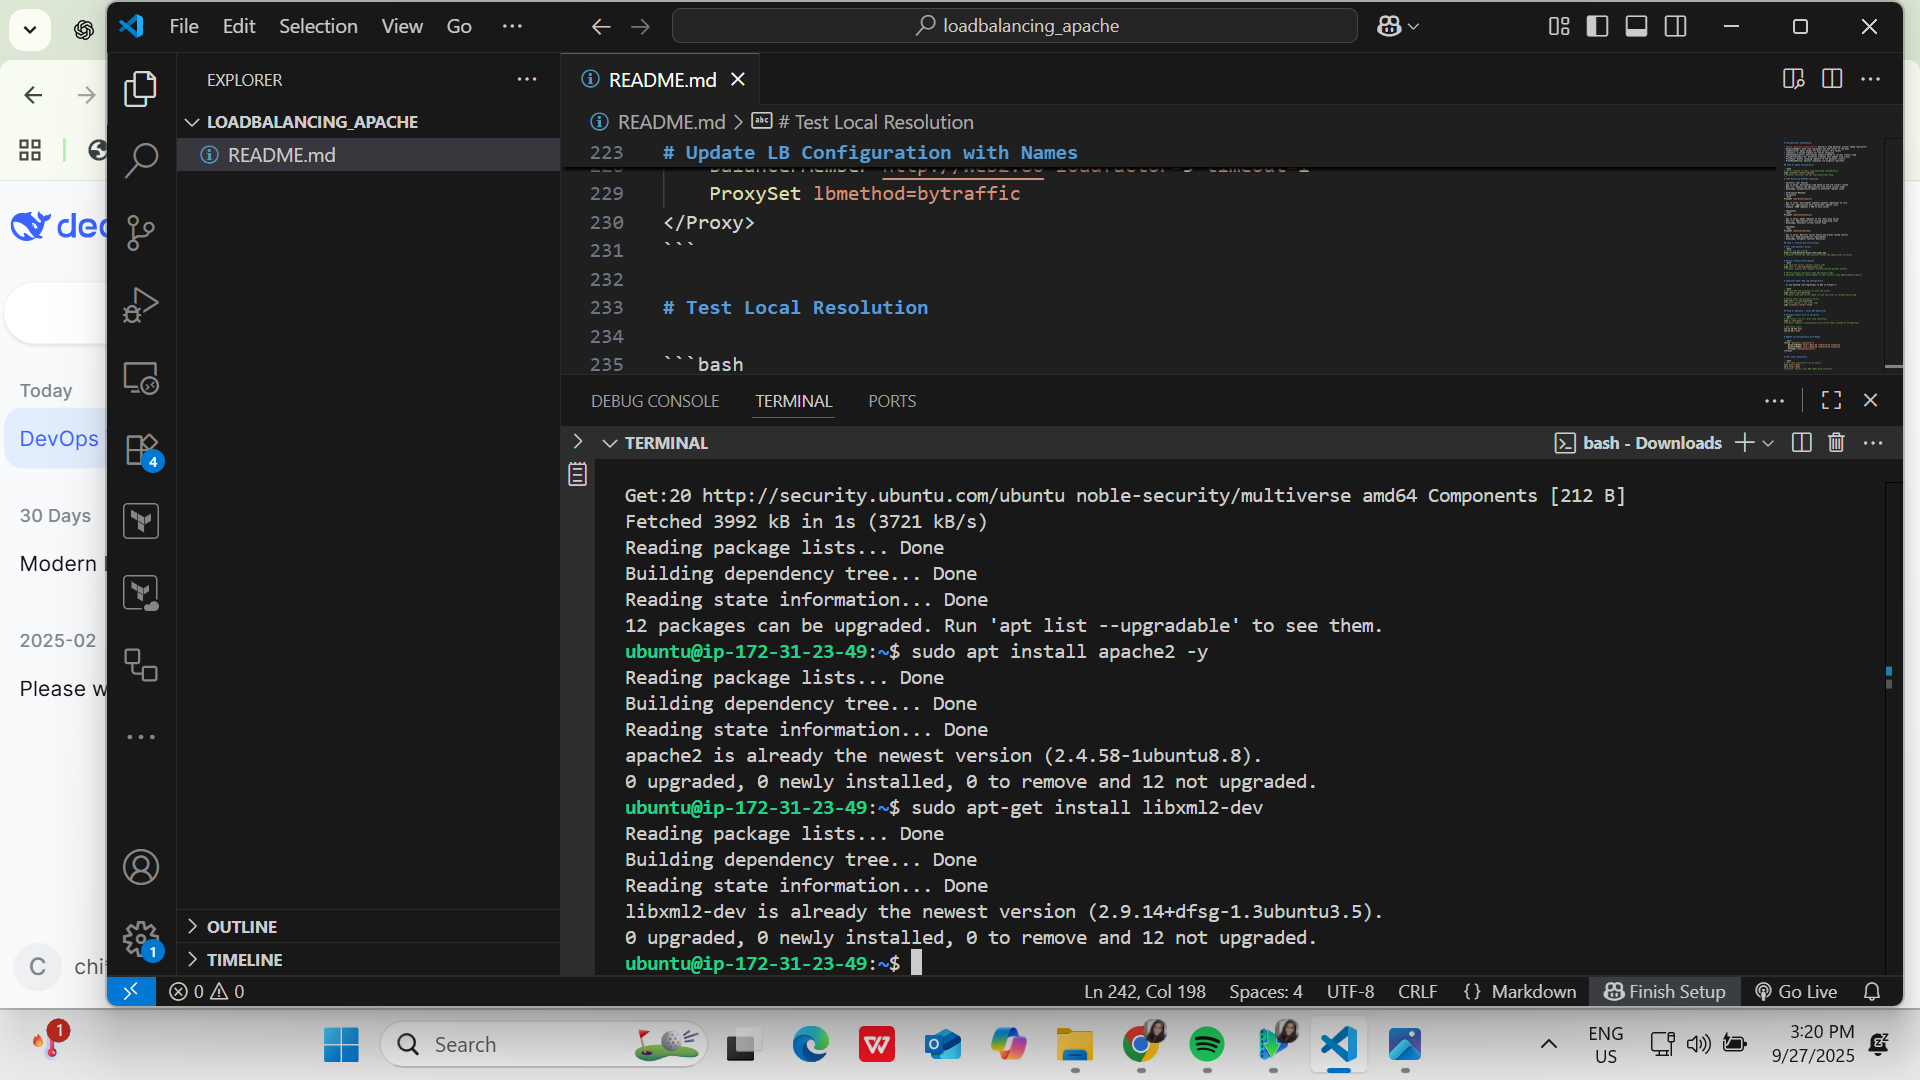 File Edit Selection View Go ···
loadbalancing_apache
EXPLORER
LOADBALANCING_APACHE
README.md
OUTLINE
TIMELINE
README.md
README.md > # Test Local Resolution
223 # Update LB Configuration with Names
229 ProxySet lbmethod=bytraffic
230 </Proxy>
231 ```
232
233 # Test Local Resolution
234
235 ```bash
DEBUG CONSOLE TERMINAL PORTS
TERMINAL
bash - Downloads
Get:20 http://security.ubuntu.com/ubuntu noble-security/multiverse amd64 Components [212 B]
Fetched 3992 kB in 1s (3721 kB/s)
Reading package lists... Done
Building dependency tree... Done
Reading state information... Done
12 packages can be upgraded. Run 'apt list --upgradable' to see them.
ubuntu@ip-172-31-23-49:~$ sudo apt install apache2 -y
Reading package lists... Done
Building dependency tree... Done
Reading state information... Done
apache2 is already the newest version (2.4.58-1ubuntu8.8).
0 upgraded, 0 newly installed, 0 to remove and 12 not upgraded.
ubuntu@ip-172-31-23-49:~$ sudo apt-get install libxml2-dev
Reading package lists... Done
Building dependency tree... Done
Reading state information... Done
libxml2-dev is already the newest version (2.9.14+dfsg-1.3ubuntu3.5).
0 upgraded, 0 newly installed, 0 to remove and 12 not upgraded.
ubuntu@ip-172-31-23-49:~$
4
1
0 0
Ln 242, Col 198 Spaces: 4 UTF-8 CRLF {} Markdown Finish Setup Go Live
Today
DevOps
30 Days
Modern
2025-02
Please w
C chi
1
Search
ENG
US
3:20 PM
9/27/2025